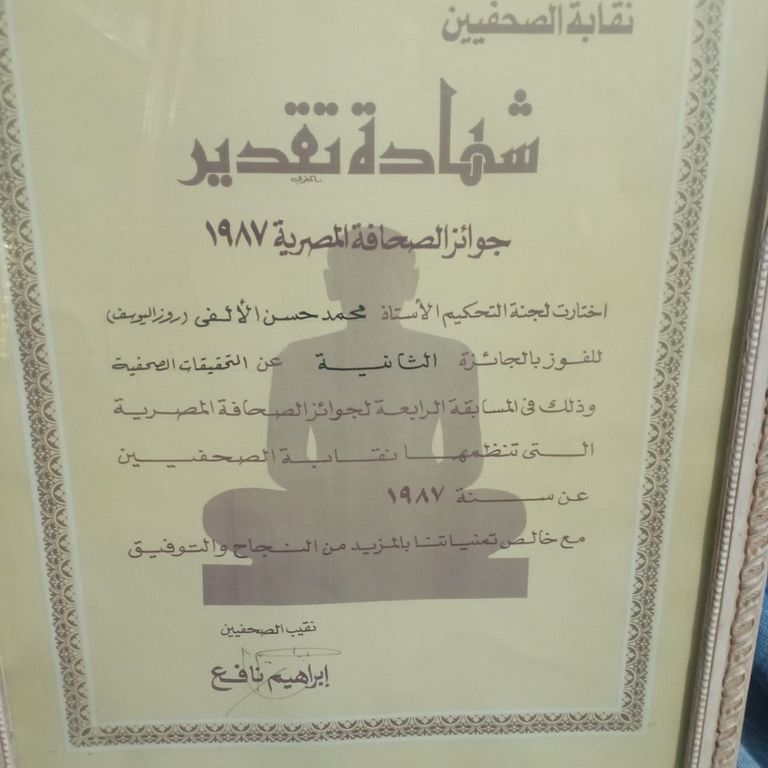 نقابة الصحفيين
شهادة تقدير
جوائز الصحافة المصرية ١٩٨٧
اختارت لجنة التحكيم الأستاذ محمد حسن الألفى (روز اليوسف)
للفوز بالجائزة الثانية عن التحقيقات الصحفية
وذلك فى المسابقة الرابعة لجوائز الصحافة المصرية
التى تنظمها نقابة الصحفيين
عن سنة ١٩٨٧
مع خالص تمنياتنا بالمزيد من النجاح والتوفيق
نقيب الصحفيين
إبراهيم نافع